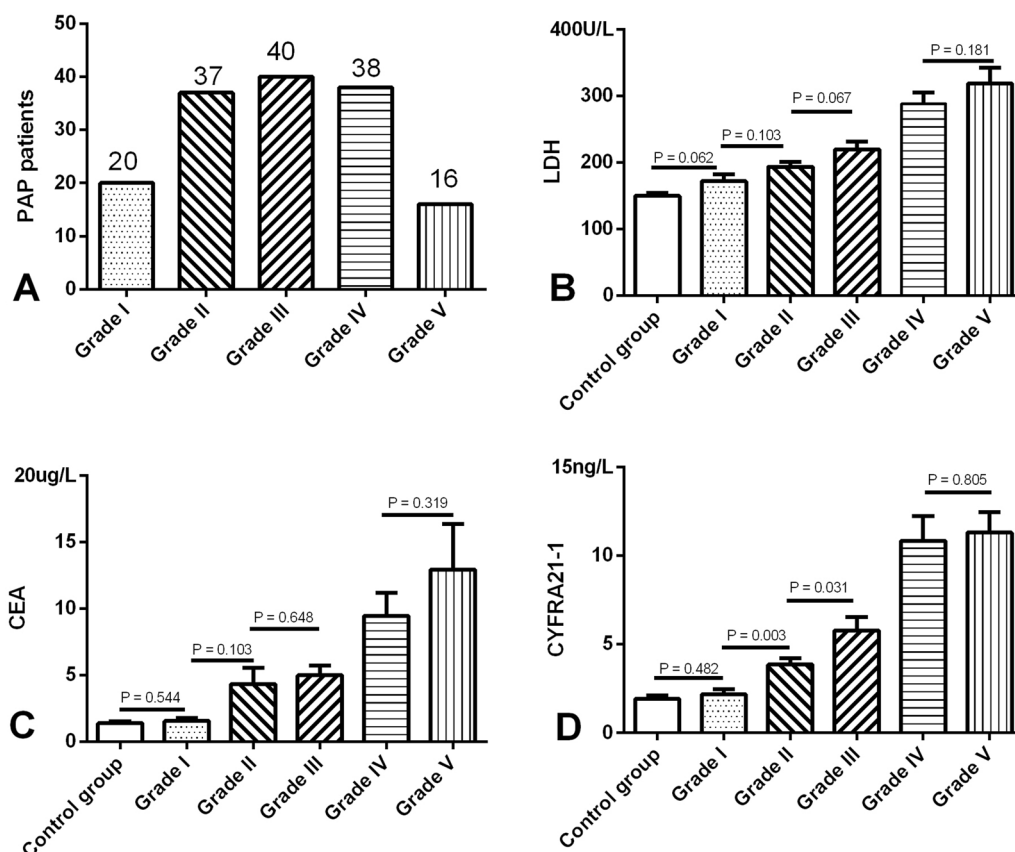 50
40
30
20
10
0
PAP patients
20
37
40
38
16
Grade I
Grade II
Grade III
Grade IV
Grade V
A
400U/L
300
200
100
0
LDH
P = 0.062
P = 0.103
P = 0.067
P = 0.181
Control group
Grade I
Grade II
Grade III
Grade IV
Grade V
B
20ug/L
15
10
5
0
CEA
P = 0.544
P = 0.103
P = 0.648
P = 0.319
Control group
Grade I
Grade II
Grade III
Grade IV
Grade V
C
15ng/L
10
5
0
CYFRA21-1
P = 0.482
P = 0.003
P = 0.031
P = 0.805
Control group
Grade I
Grade II
Grade III
Grade IV
Grade V
D